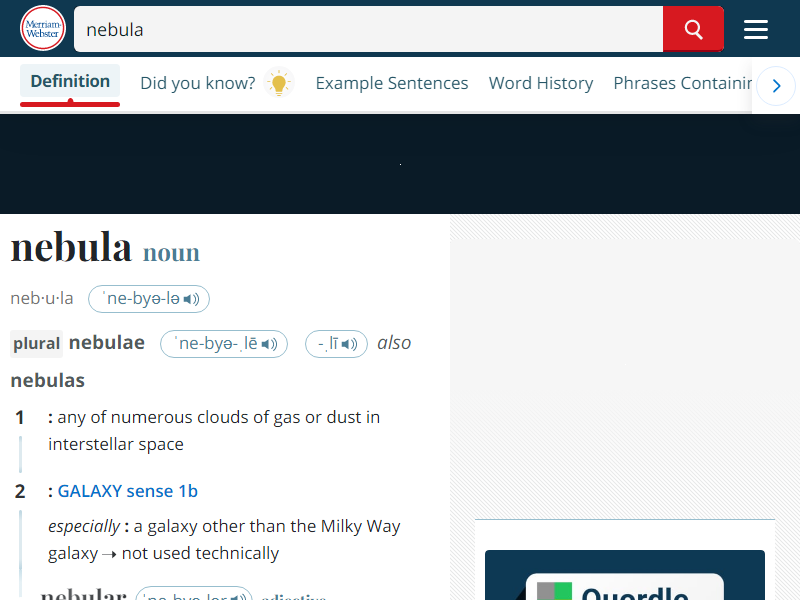 Merriam-
Webster
nebula
Definition
Did you know?
Example Sentences
Word History
Phrases Containin
nebula noun
neb·u·la
ˈne-byə-lə
plural nebulae ˈne-byə-ˌlē -ˌlī also
nebulas
1 : any of numerous clouds of gas or dust in
interstellar space
2 : GALAXY sense 1b
especially : a galaxy other than the Milky Way
galaxy → not used technically
nebular ˈne-byə-lər adjective
Quordle